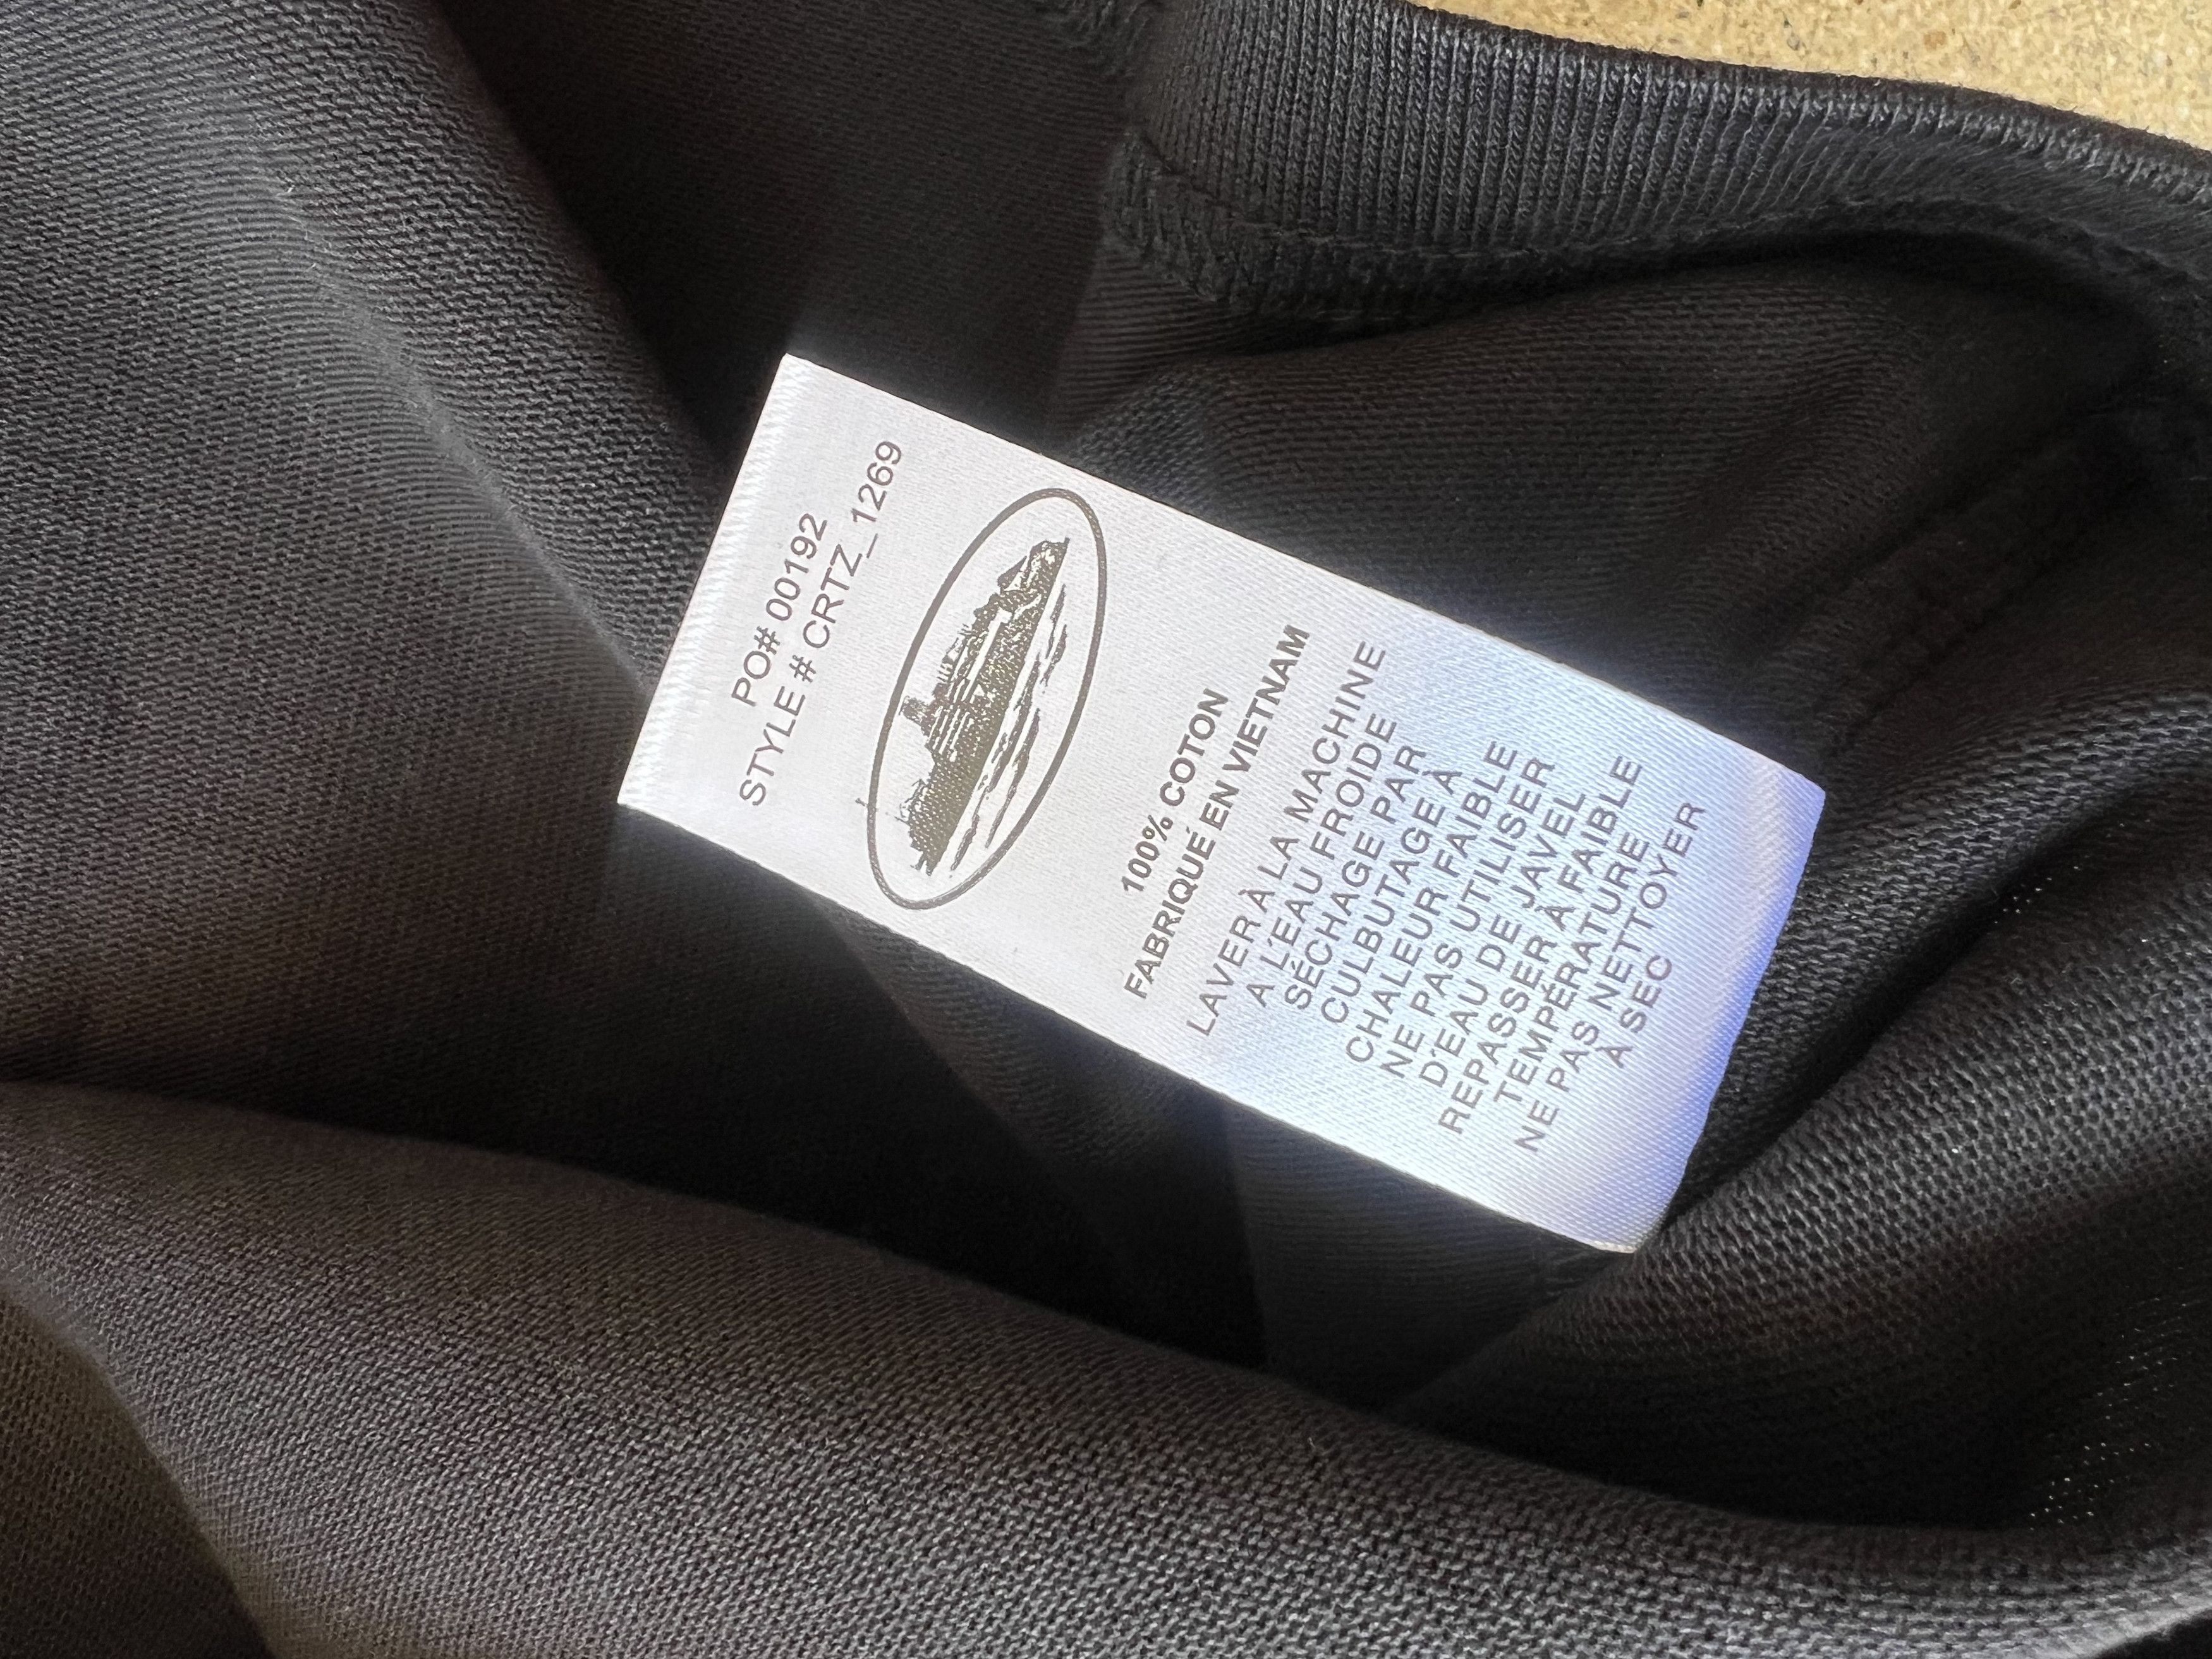 PO# 00192
STYLE # CRTZ_1269
100% COTON
FABRIQUÉ EN VIETNAM
LAVER À LA MACHINE
A L'EAU FROIDE
SÉCHAGE PAR
CULBUTAGE À
CHALEUR FAIBLE
NE PAS UTILISER
D'EAU DE JAVEL
REPASSER À FAIBLE
TEMPÉRATURE
NE PAS NETTOYER
À SEC